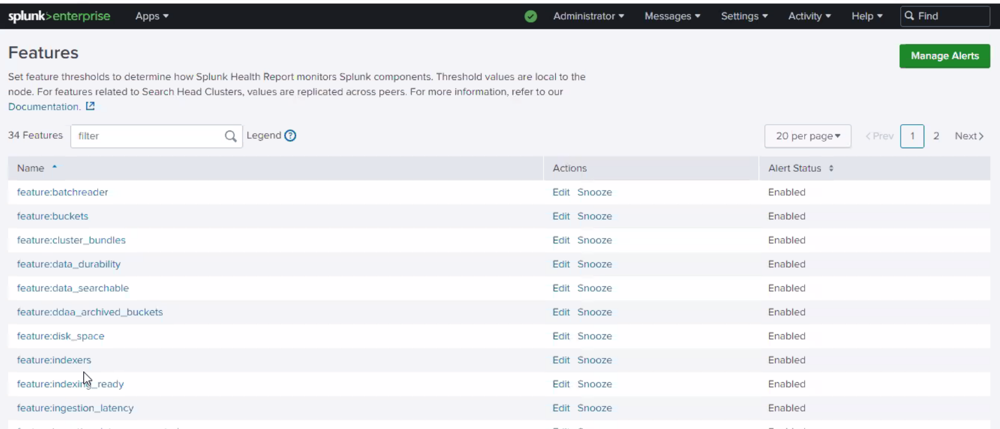 splunk>enterprise Apps Administrator Messages Settings Activity Help Find
Features
Manage Alerts
Set feature thresholds to determine how Splunk Health Report monitors Splunk components. Threshold values are local to the
node. For features related to Search Head Clusters, values are replicated across peers. For more information, refer to our
Documentation.
34 Features filter Legend ? 20 per page < Prev 1 2 Next >
Name Actions Alert Status
feature:batchreader Edit Snooze Enabled
feature:buckets Edit Snooze Enabled
feature:cluster_bundles Edit Snooze Enabled
feature:data_durability Edit Snooze Enabled
feature:data_searchable Edit Snooze Enabled
feature:ddaa_archived_buckets Edit Snooze Enabled
feature:disk_space Edit Snooze Enabled
feature:indexers Edit Snooze Enabled
feature:indexing_ready Edit Snooze Enabled
feature:ingestion_latency Edit Snooze Enabled